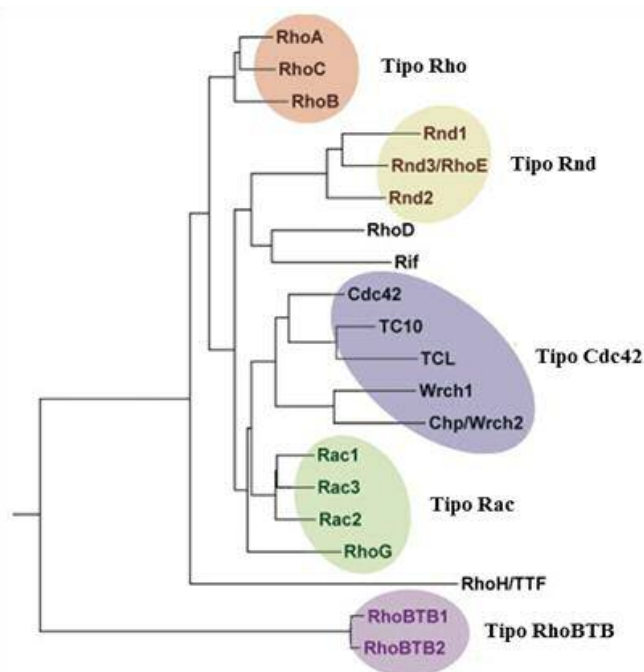 RhoA
RhoC
RhoB
Tipo Rho
Rnd1
Rnd3/RhoE
Rnd2
Tipo Rnd
RhoD
Rif
Cdc42
TC10
TCL
Wrch1
Chp/Wrch2
Tipo Cdc42
Rac1
Rac3
Rac2
RhoG
Tipo Rac
RhoH/TTF
RhoBTB1
RhoBTB2
Tipo RhoBTB